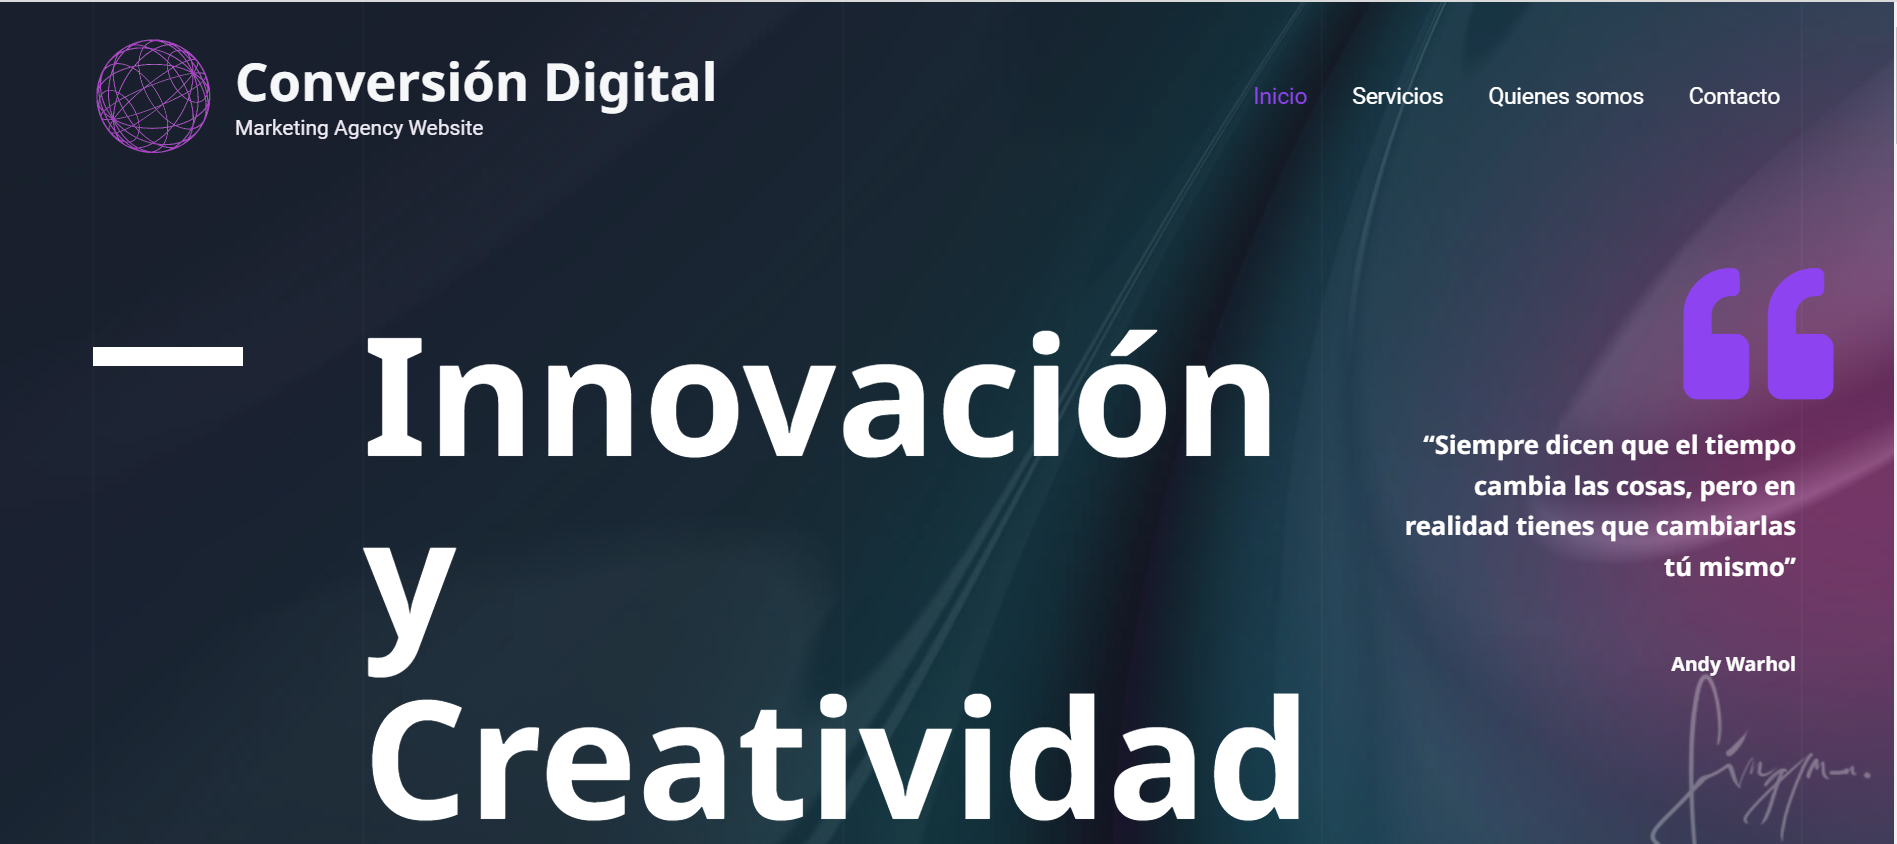 Conversión Digital
Marketing Agency Website
Inicio Servicios Quienes somos Contacto
Innovación
y
Creatividad
“Siempre dicen que el tiempo
cambia las cosas, pero en
realidad tienes que cambiarlas
tú mismo”
Andy Warhol